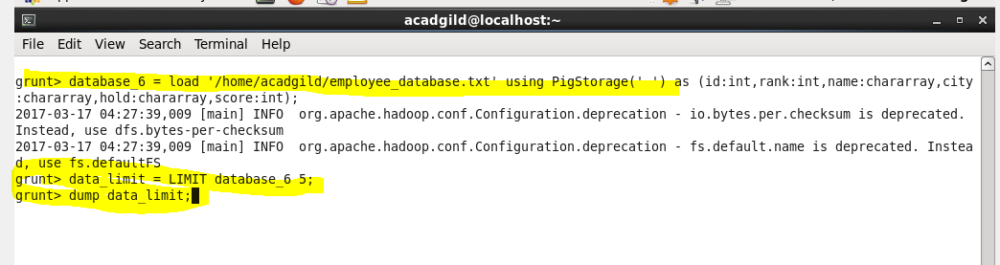 acadgild@localhost:~
File Edit View Search Terminal Help
grunt> database_6 = load '/home/acadgild/employee_database.txt' using PigStorage(' ') as (id:int,rank:int,name:chararray,city
:chararray,hold:chararray,score:int);
2017-03-17 04:27:39,009 [main] INFO  org.apache.hadoop.conf.Configuration.deprecation - io.bytes.per.checksum is deprecated.
Instead, use dfs.bytes-per-checksum
2017-03-17 04:27:39,009 [main] INFO  org.apache.hadoop.conf.Configuration.deprecation - fs.default.name is deprecated. Instea
d, use fs.defaultFS
grunt> data_limit = LIMIT database_6 5;
grunt> dump data_limit;